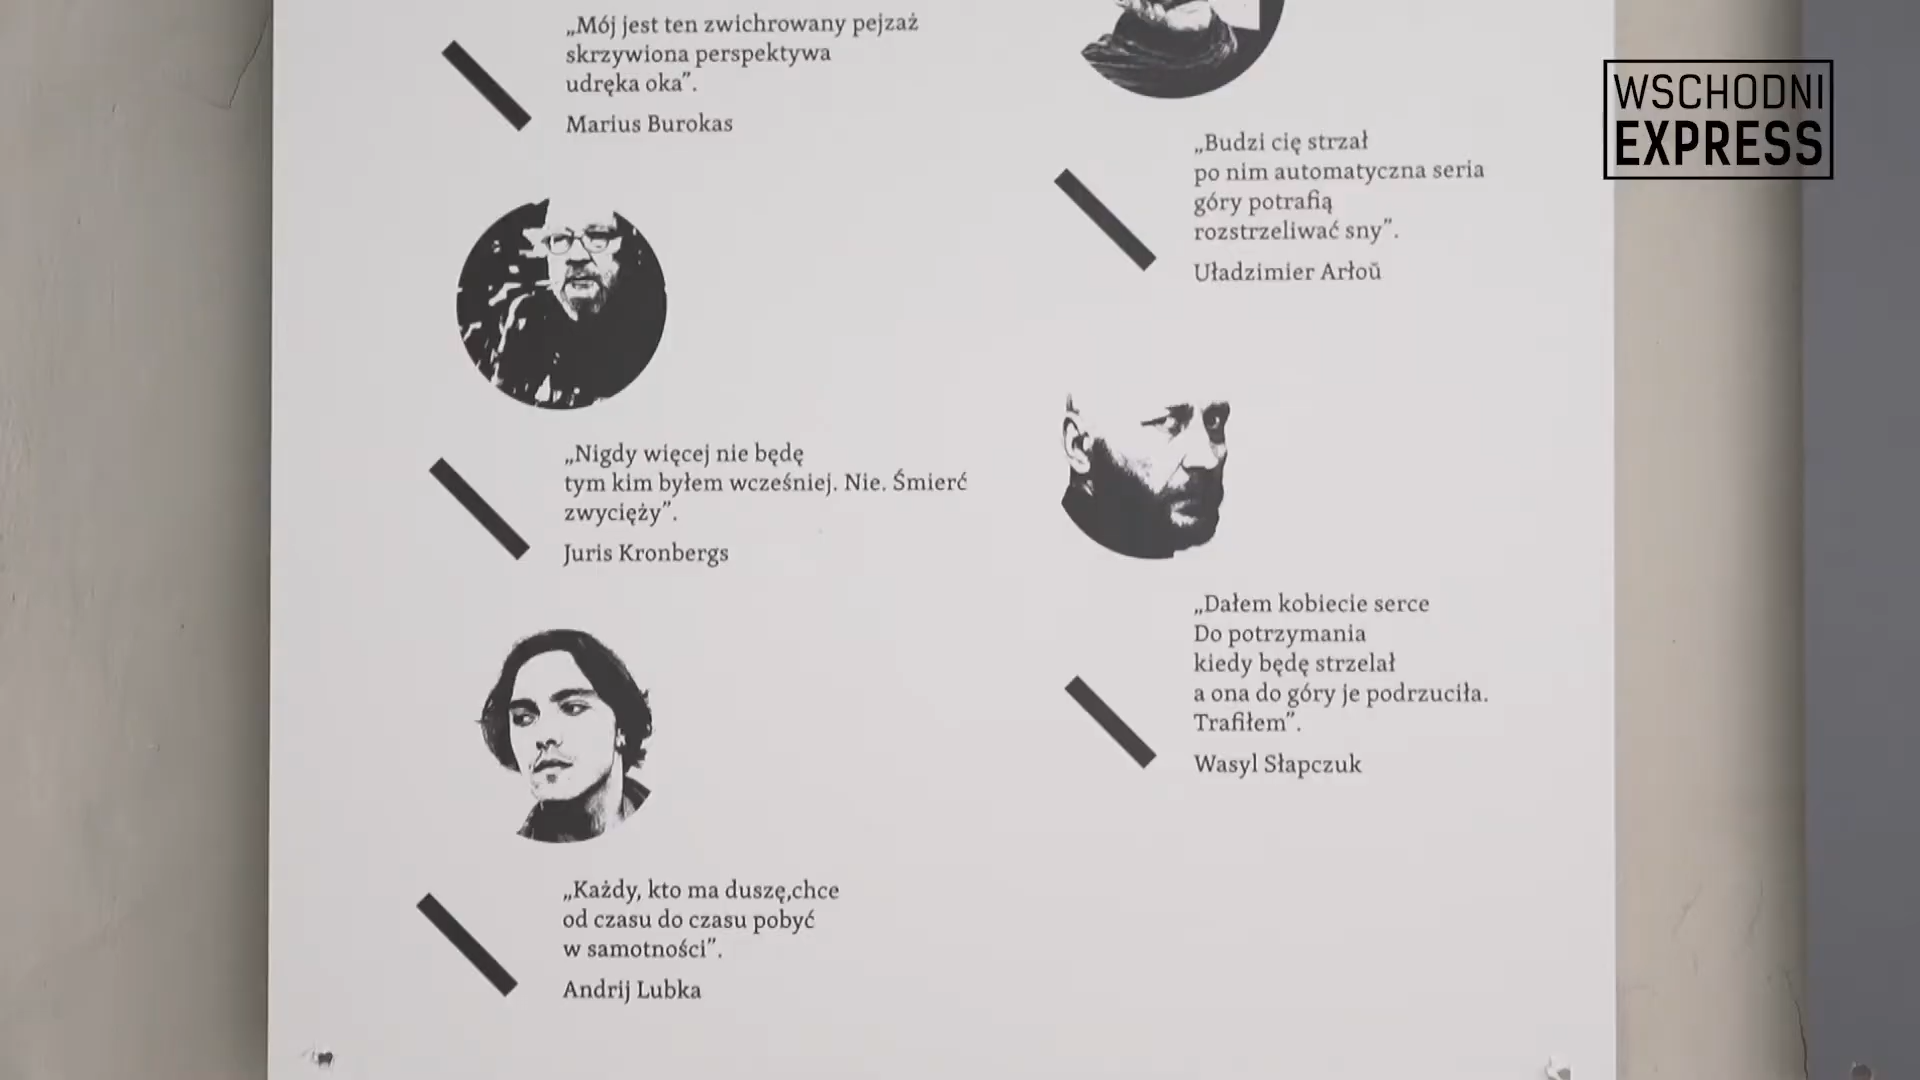 „Mój jest ten zwichrowany pejzaż
skrzywiona perspektywa
udręka oka”.
Marius Burokas
„Nigdy więcej nie będę
tym kim byłem wcześniej. Nie. Śmierć
zwycięży”.
Juris Kronbergs
„Każdy, kto ma duszę,chce
od czasu do czasu pobyć
w samotności”.
Andrij Lubka
„Budzi cię strzał
po nim automatyczna seria
góry potrafią
rozstrzeliwać sny”.
Uładzimier Arłoŭ
„Dałem kobiecie serce
Do potrzymania
kiedy będę strzelał
a ona do góry je podrzuciła.
Trafiłem”.
Wasyl Słapczuk
WSCHODNI
EXPRESS